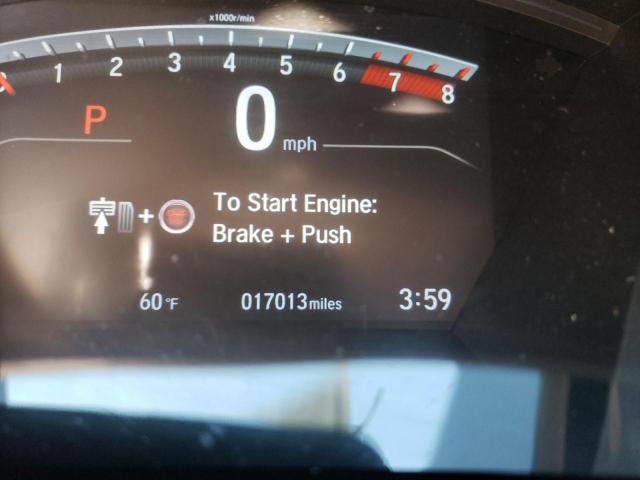 x1000r/min
1 2 3 4 5 6 7 8
P 0 mph
+ To Start Engine:
Brake + Push
60°F 017013miles 3:59